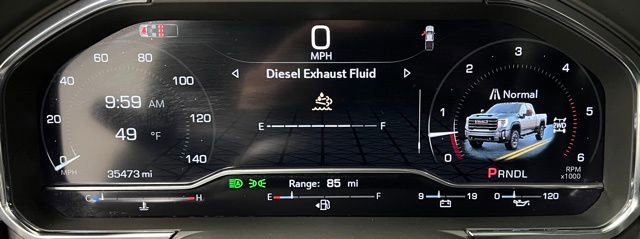 0
MPH
Diesel Exhaust Fluid
E F
0 20 40 60 80 100 120 140
MPH
9:59 AM
49 °F
35473 mi
0 1 2 3 4 5 6
Normal
2WD
PRNDL
RPM
x1000
C H
Range: 85 mi
E F
9 19
0 120